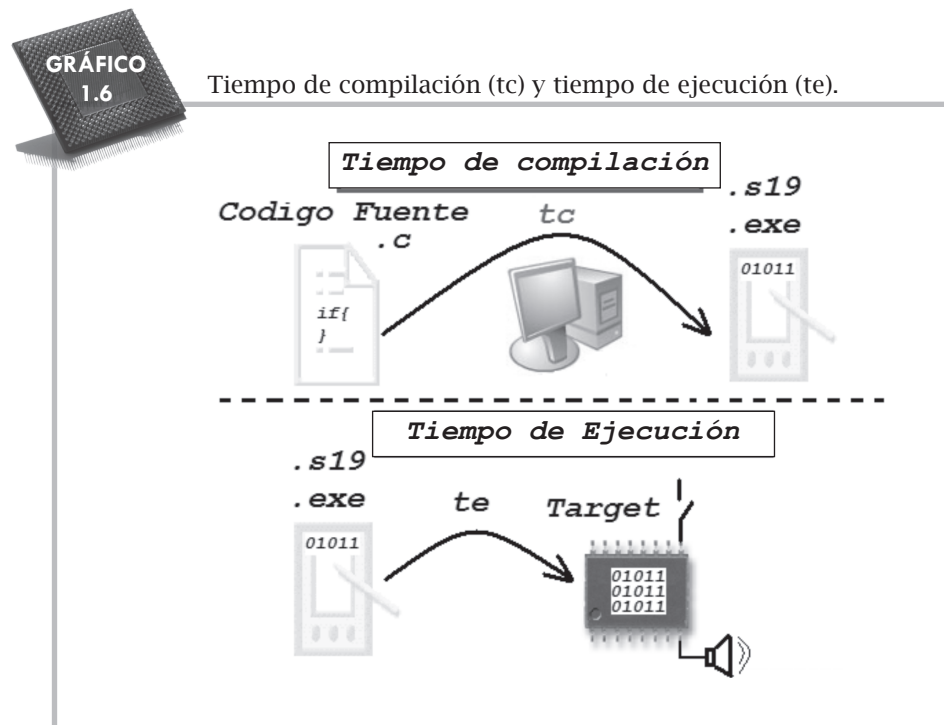 GRÁFICO
1.6
Tiempo de compilación (tc) y tiempo de ejecución (te).
Tiempo de compilación
Codigo Fuente
.c
tc
.s19
.exe
if{
}
01011
Tiempo de Ejecución
.s19
.exe
te
Target
01011
01011
01011
01011